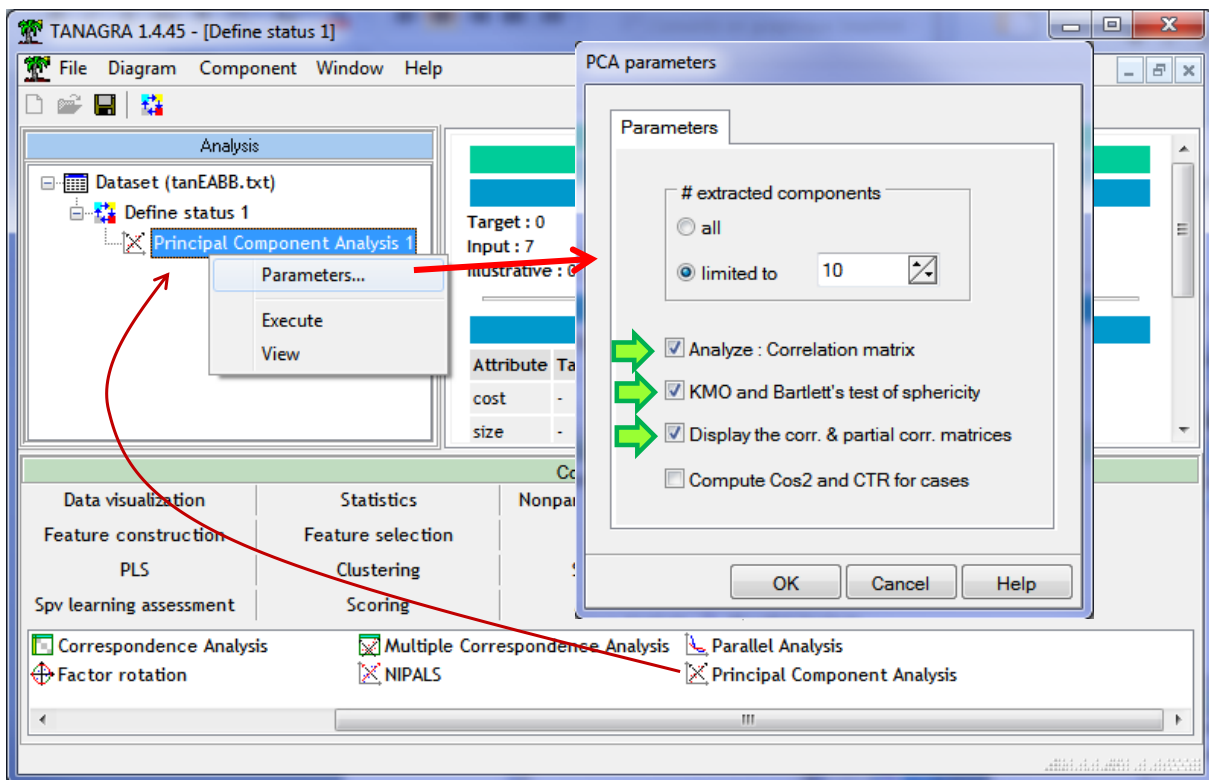 TANAGRA 1.4.45 - [Define status 1]
File Diagram Component Window Help
Analysis
Dataset (tanEABB.txt)
Define status 1
Principal Component Analysis 1
Parameters...
Execute
View
Target : 0
Input : 7
Illustrative : 0
Attribute Ta
cost -
size -
PCA parameters
Parameters
# extracted components
all
limited to 10
Analyze : Correlation matrix
KMO and Bartlett's test of sphericity
Display the corr. & partial corr. matrices
Compute Cos2 and CTR for cases
OK Cancel Help
Co
Data visualization Statistics Nonpar
Feature construction Feature selection
PLS Clustering
Spv learning assessment Scoring
Correspondence Analysis Multiple Correspondence Analysis Parallel Analysis
Factor rotation NIPALS Principal Component Analysis